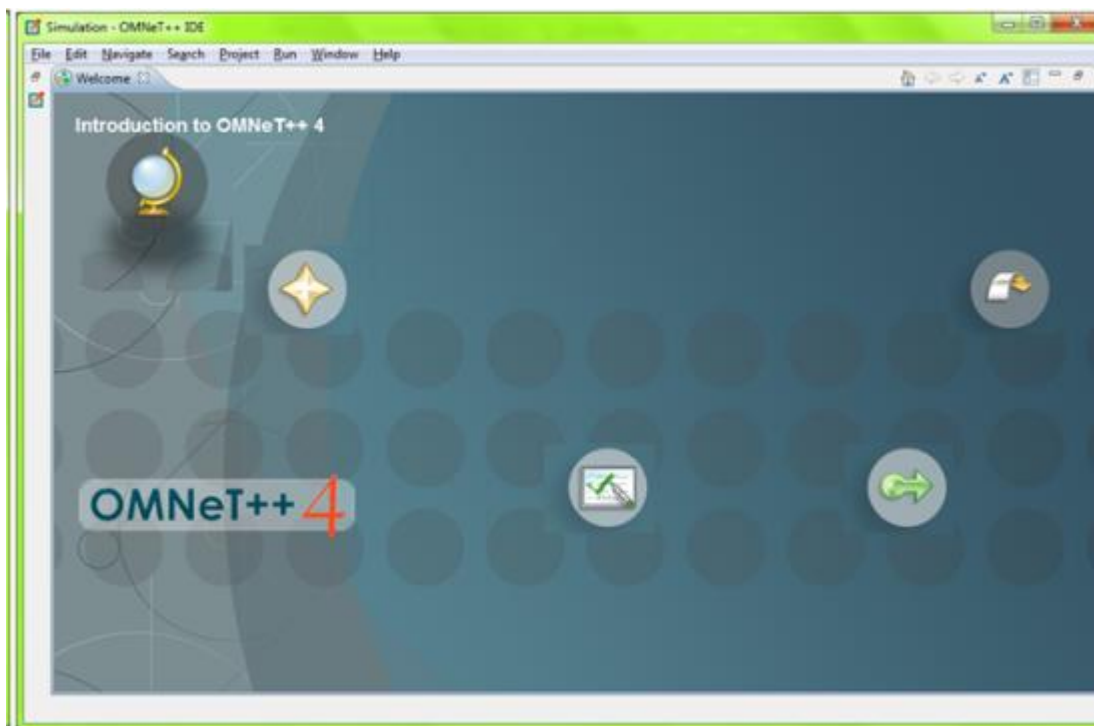 Simulation - OMNeT++ IDE
File Edit Navigate Search Project Run Window Help
Welcome
Introduction to OMNeT++ 4
OMNeT++ 4